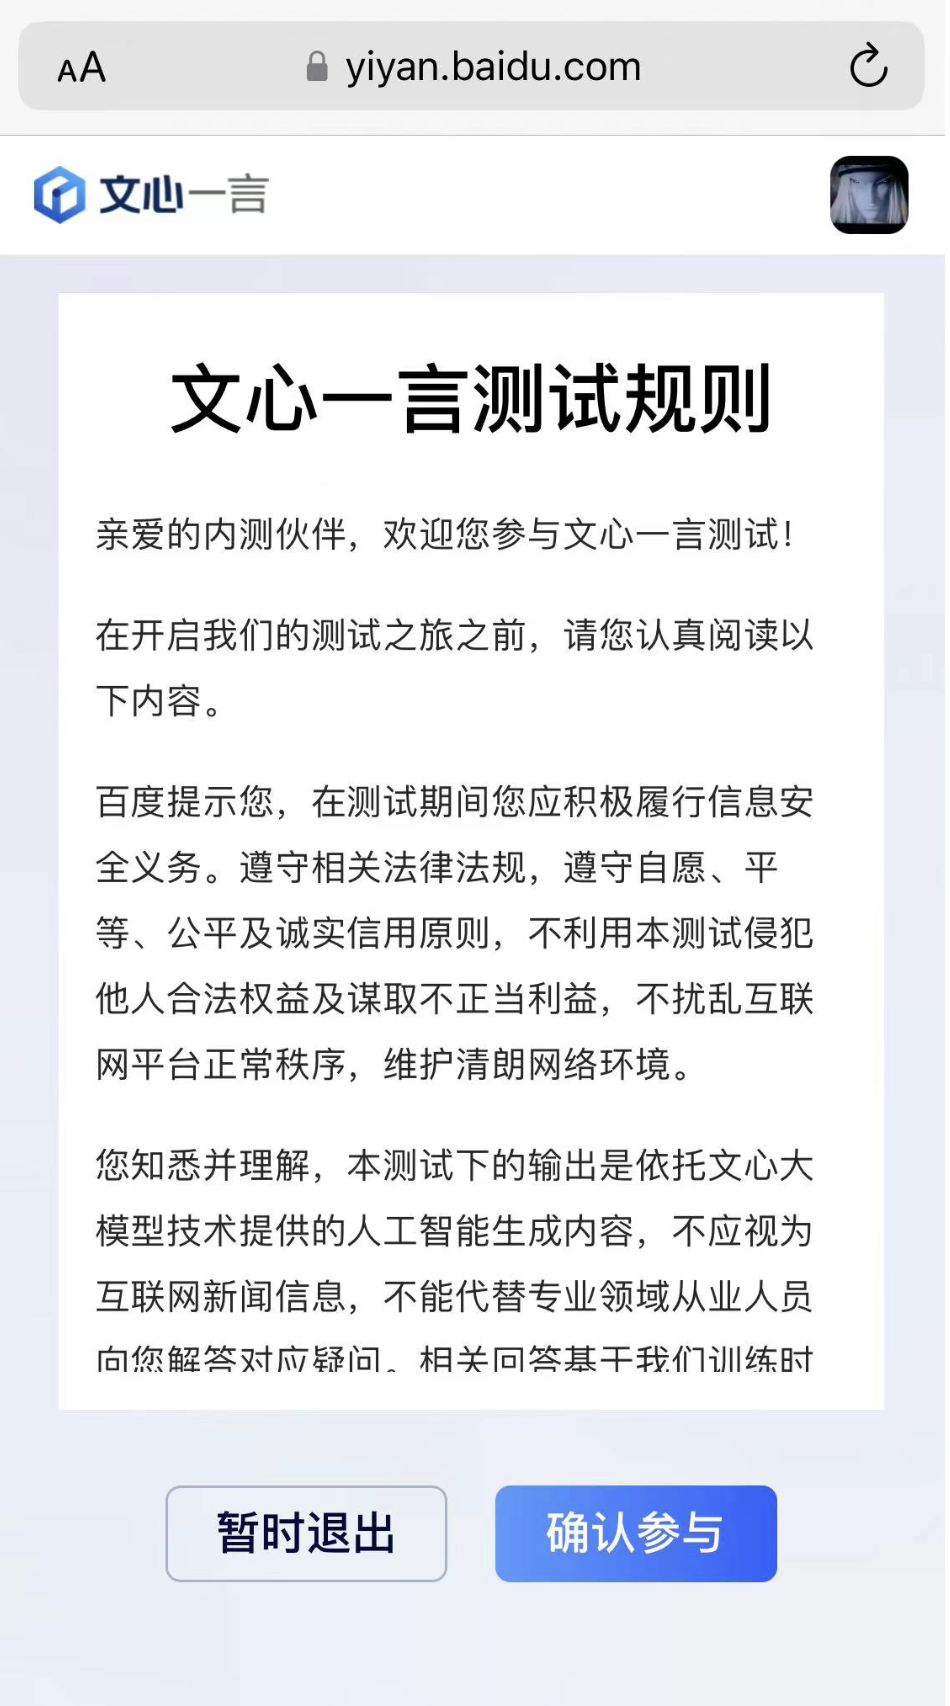 AA
yiyan.baidu.com
文心一言
文心一言测试规则
亲爱的内测伙伴，欢迎您参与文心一言测试！
在开启我们的测试之旅之前，请您认真阅读以
下内容。
百度提示您，在测试期间您应积极履行信息安
全义务。遵守相关法律法规，遵守自愿、平
等、公平及诚实信用原则，不利用本测试侵犯
他人合法权益及谋取不正当利益，不扰乱互联
网平台正常秩序，维护清朗网络环境。
您知悉并理解，本测试下的输出是依托文心大
模型技术提供的人工智能生成内容，不应视为
互联网新闻信息，不能代替专业领域从业人员
向您解答对应疑问。相关回答基于我们训练时
暂时退出
确认参与